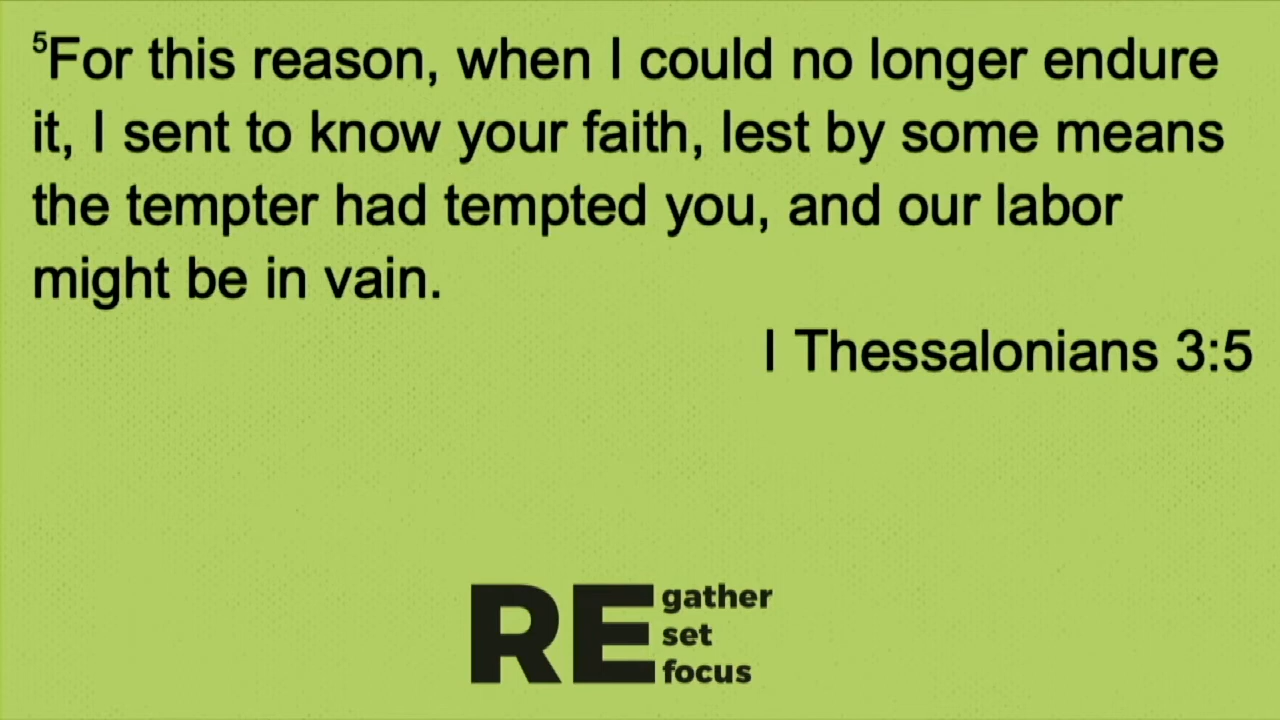 ⁵For this reason, when I could no longer endure
it, I sent to know your faith, lest by some means
the tempter had tempted you, and our labor
might be in vain.
I Thessalonians 3:5
RE
gather
set
focus